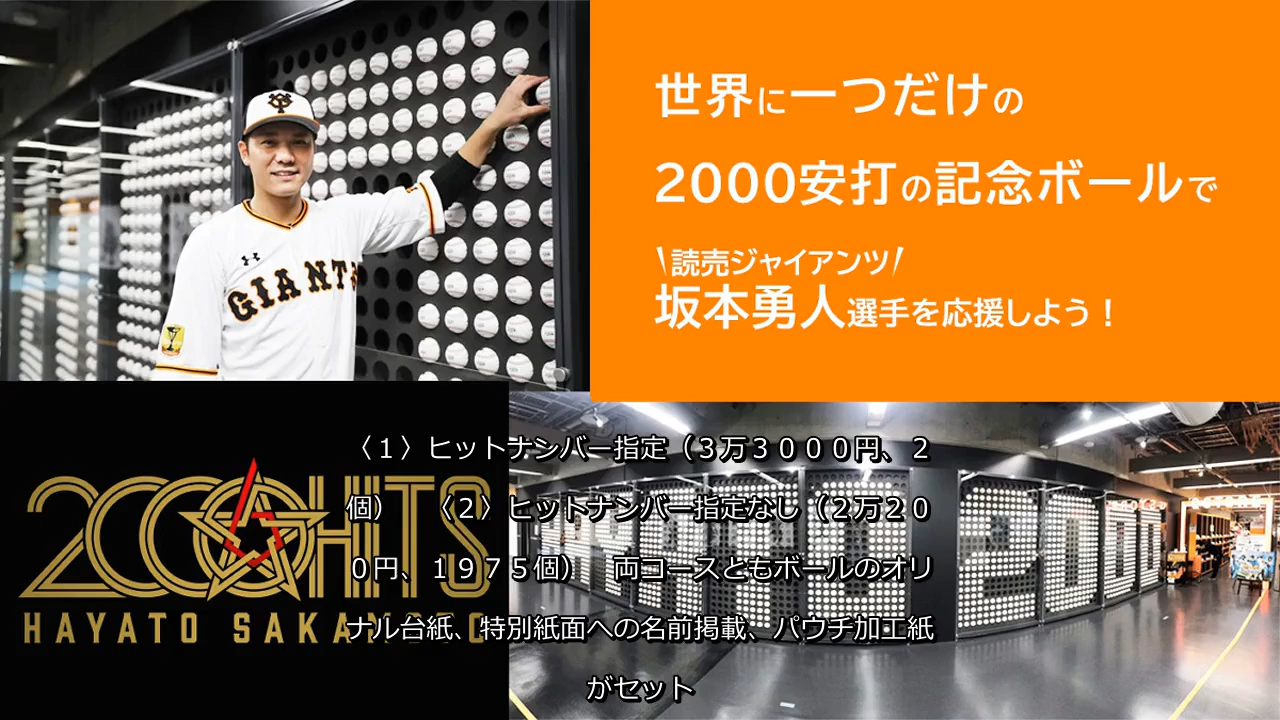 世界に一つだけの
2000安打の記念ボールで
\読売ジャイアンツ/
坂本勇人選手を応援しよう！
GIANTS
〈１〉ヒットナンバー指定（３万３０００円、２
個）　〈２〉ヒットナンバー指定なし（２万２０
０円、１９７５個）　両コースともボールのオリ
ナル台紙、特別紙面への名前掲載、パウチ加工紙
がセット
2000HITS
HAYATO SAKAMOTO
HAYATO 2000